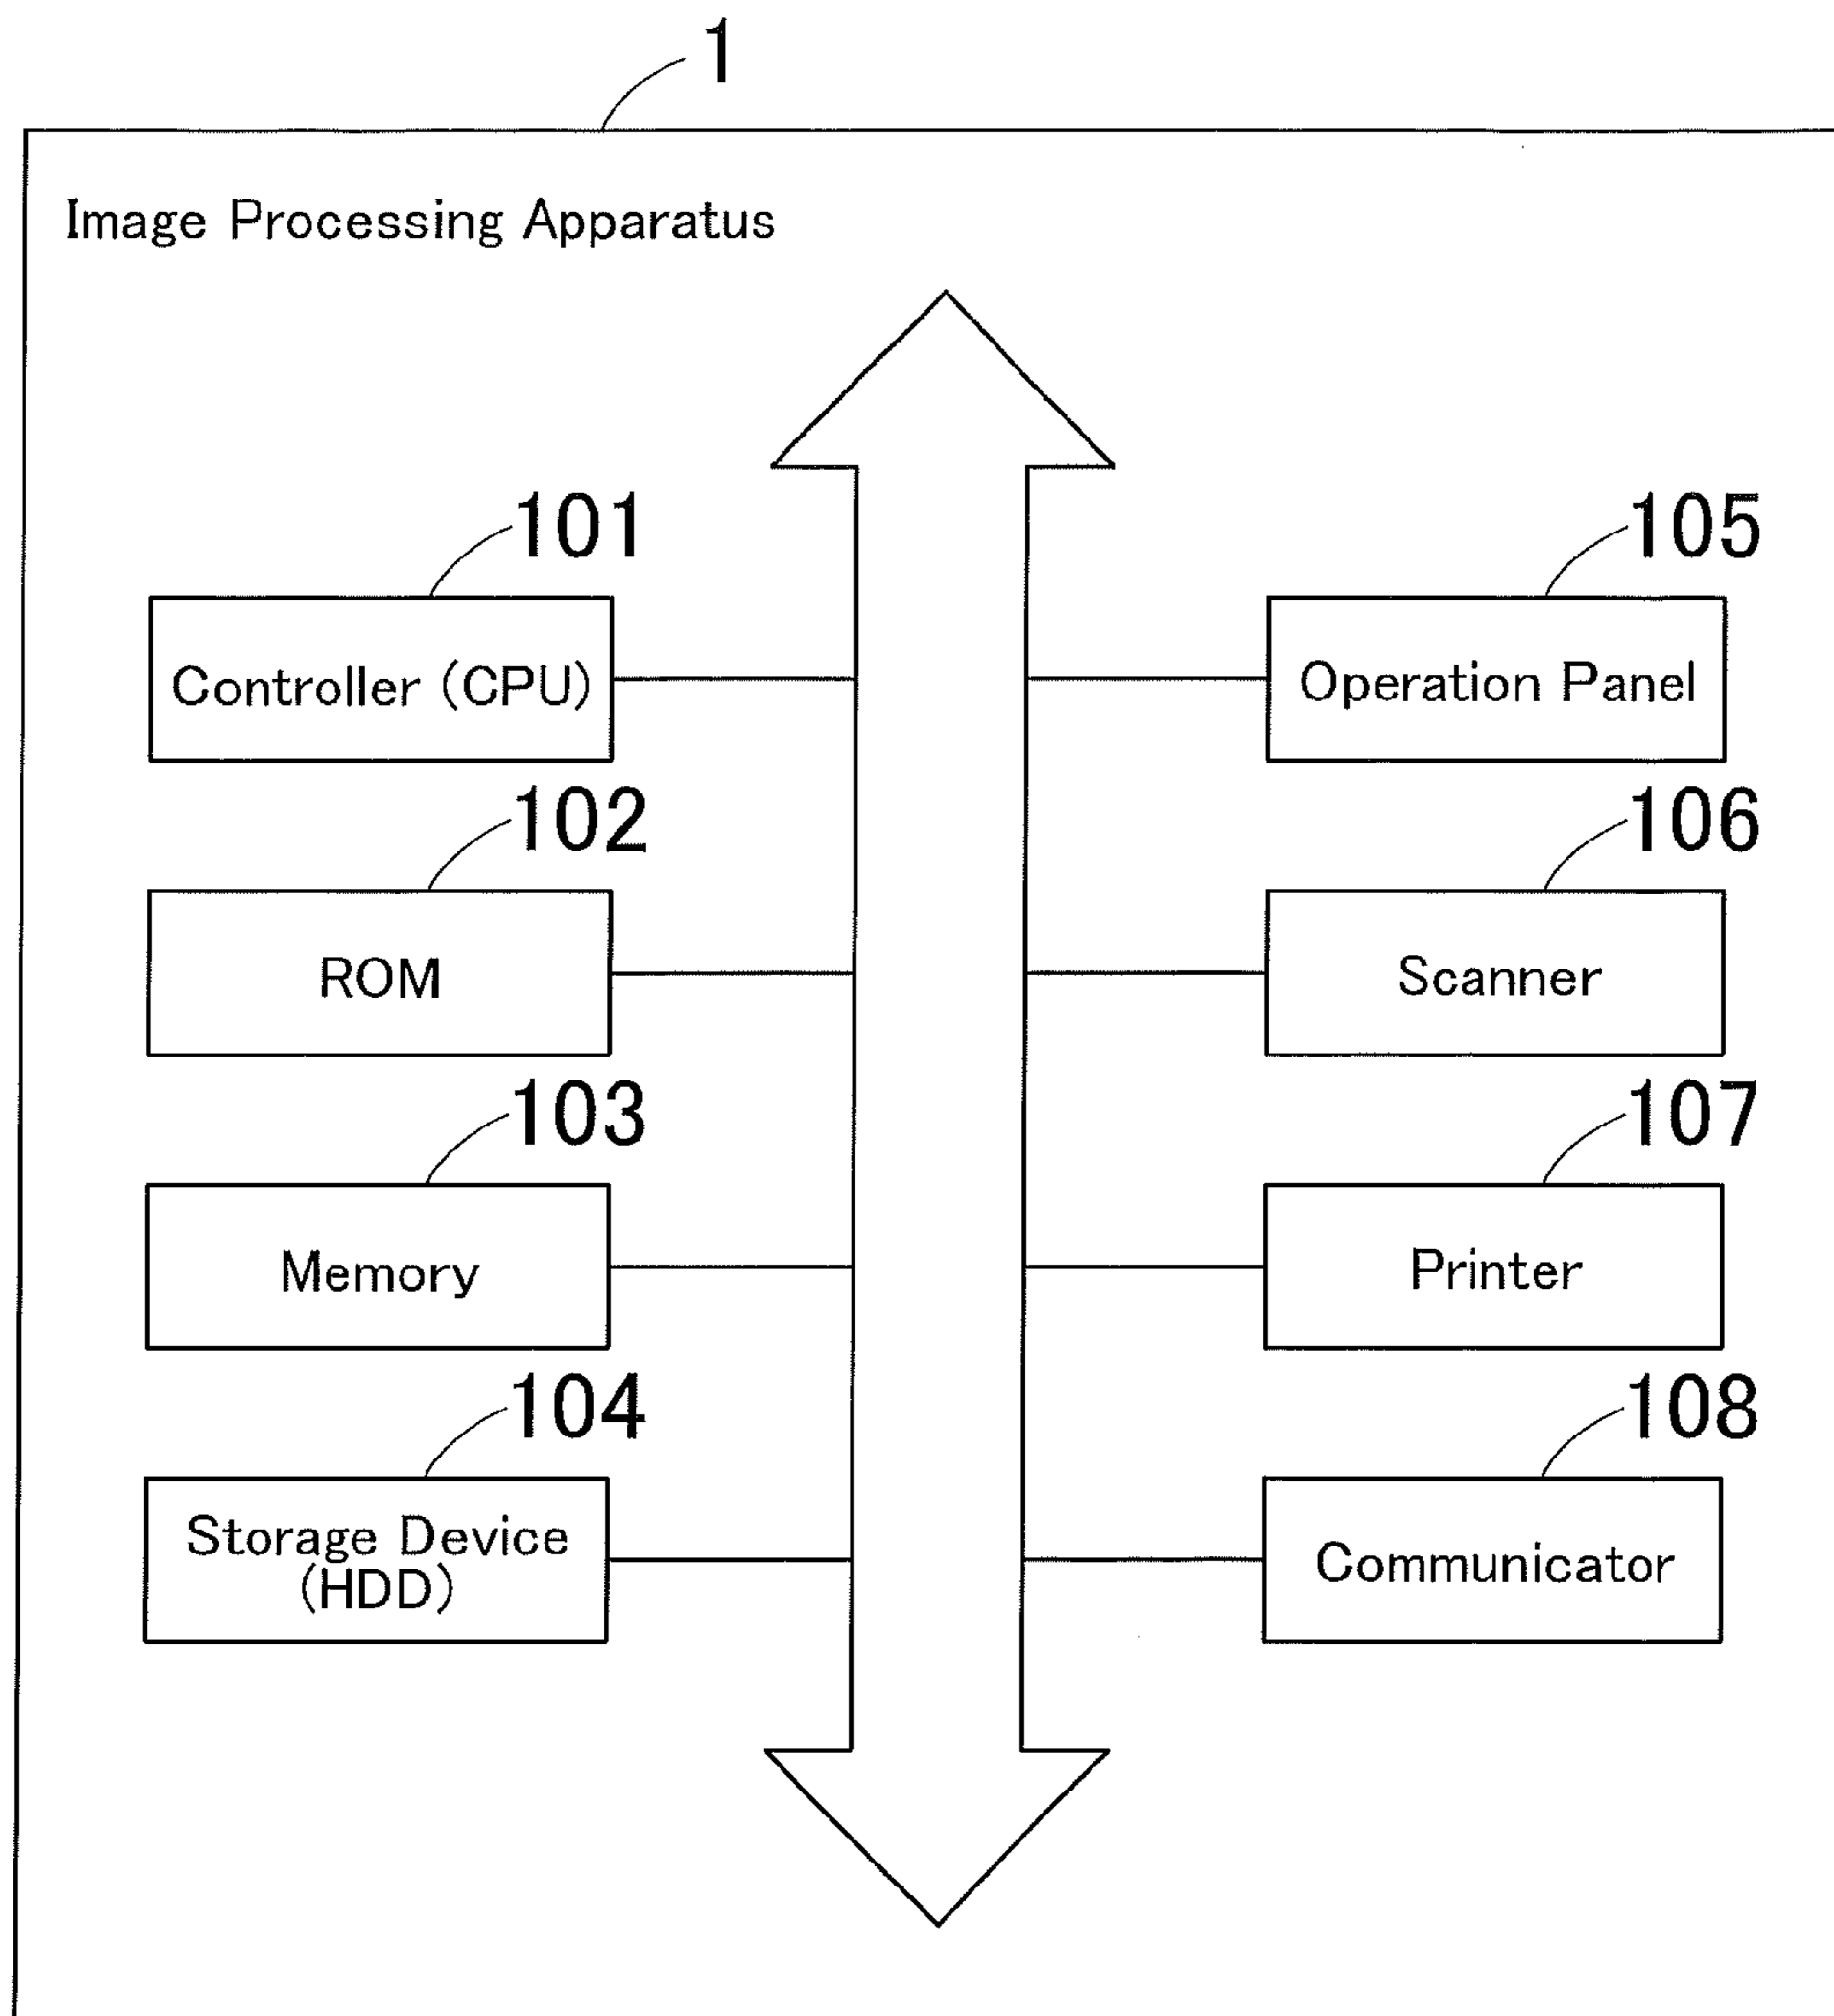 1
Image Processing Apparatus
101
Controller (CPU)
102
ROM
103
Memory
104
Storage Device
(HDD)
105
Operation Panel
106
Scanner
107
Printer
108
Communicator